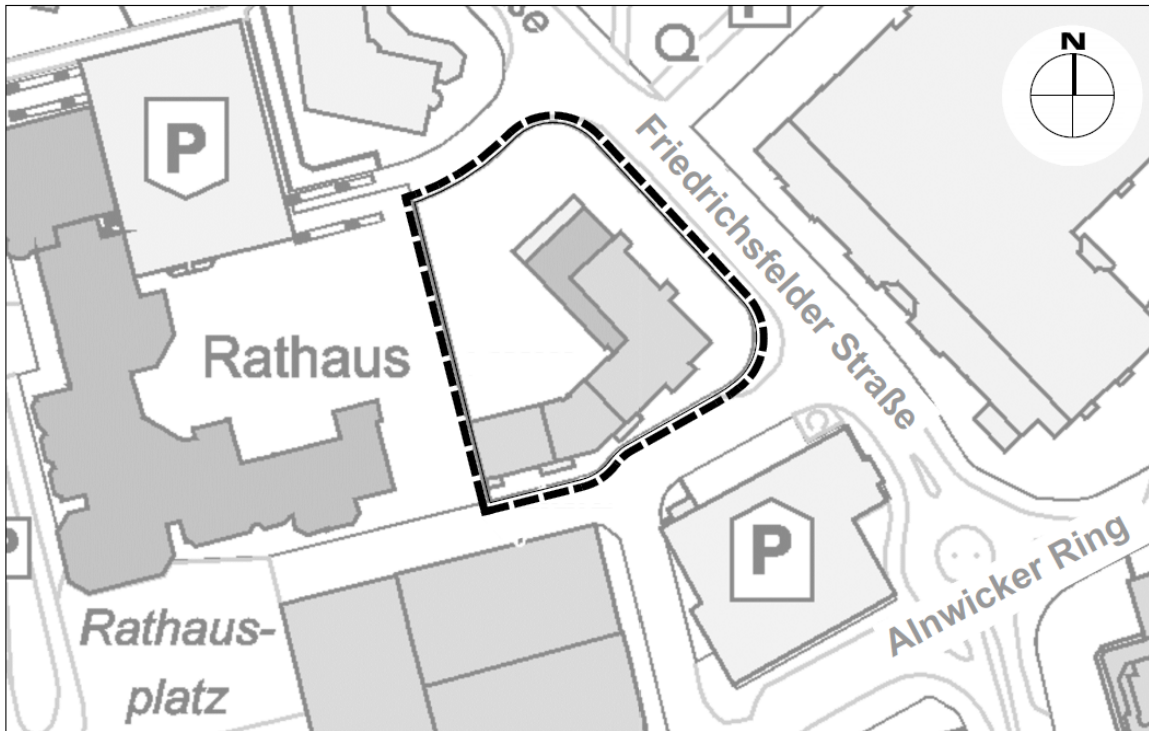 N
P
Friedrichsfelder Straße
Rathaus
P
Alnwicker Ring
Rathaus-
platz